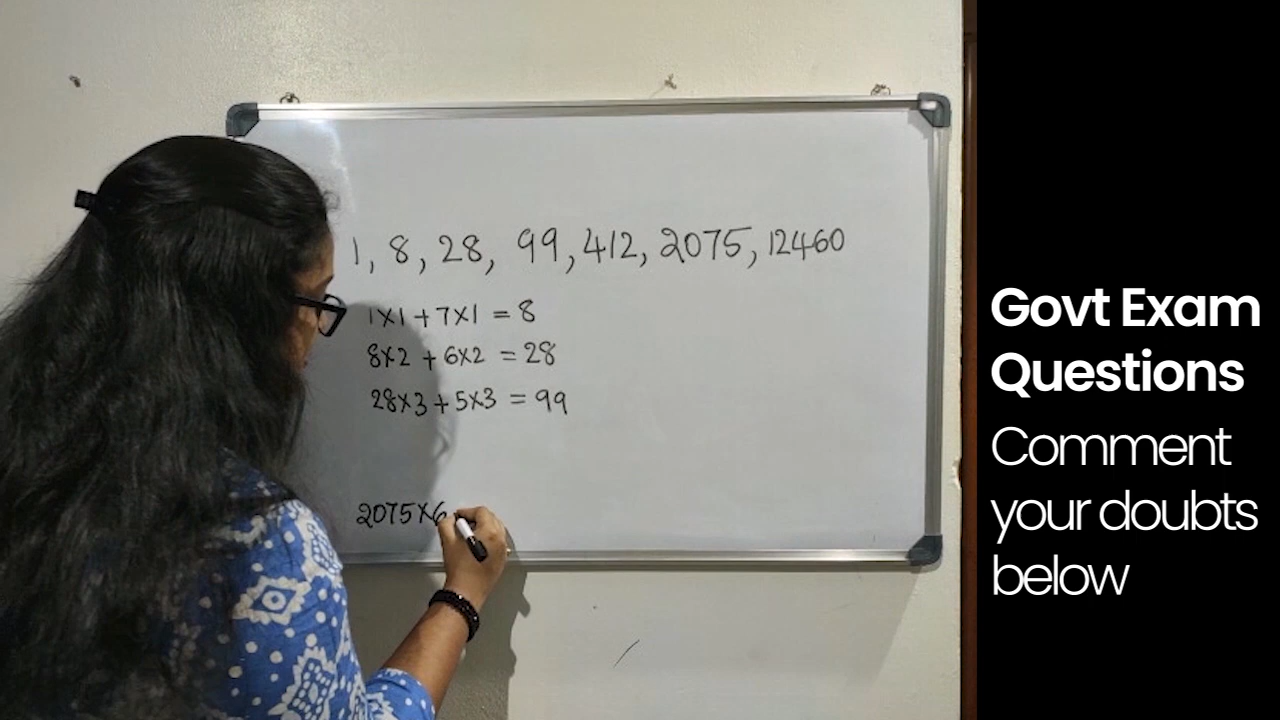 1, 8, 28, 99, 412, 2075, 12460
1x1 + 7x1 = 8
8x2 + 6x2 = 28
28x3 + 5x3 = 99
2075x6
Govt Exam
Questions
Comment
your doubts
below